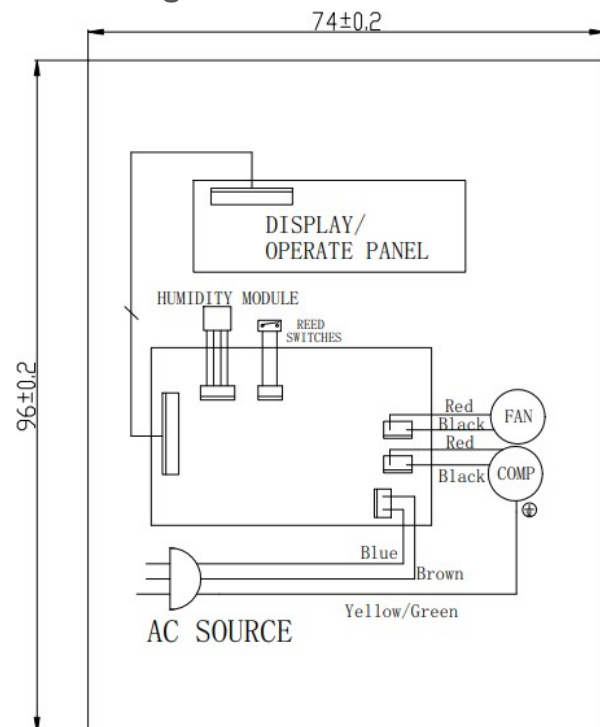 74±0.2
96±0.2
DISPLAY/
OPERATE PANEL
HUMIDITY MODULE
REED
SWITCHES
Red
Black
FAN
Red
Black
COMP
Blue
Brown
Yellow/Green
AC SOURCE